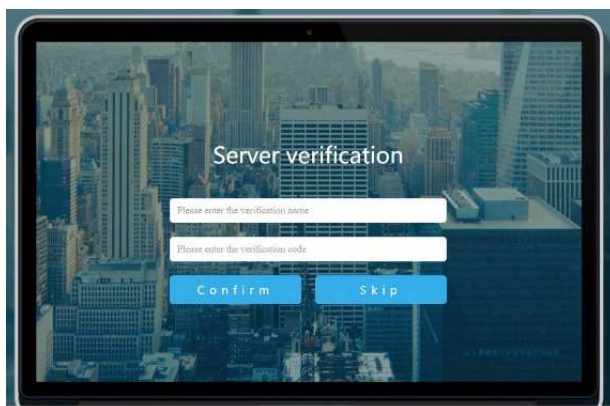 Server verification
Please enter the verification name
Please enter the verification code
Confirm
Skip